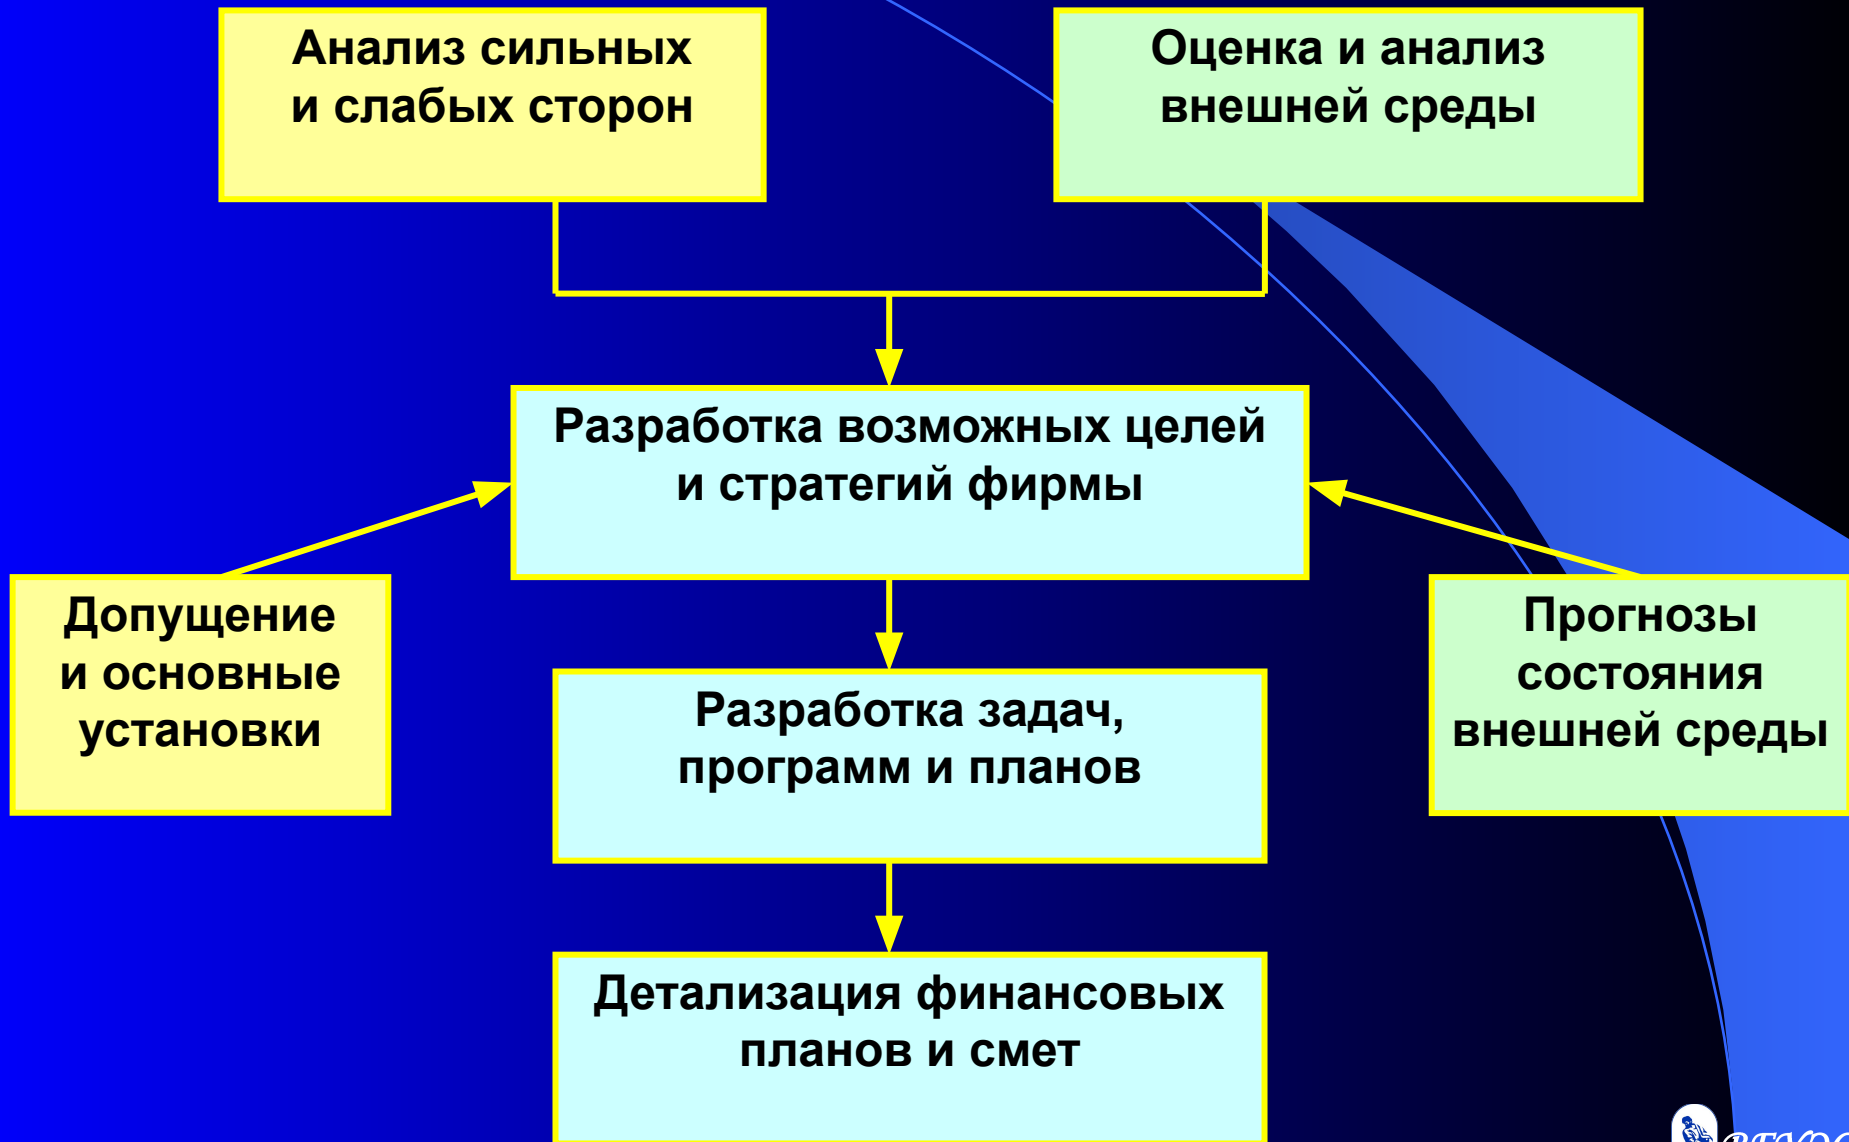 Анализ сильных
и слабых сторон
Оценка и анализ
внешней среды
Разработка возможных целей
и стратегий фирмы
Допущение
и основные
установки
Прогнозы
состояния
внешней среды
Разработка задач,
программ и планов
Детализация финансовых
планов и смет